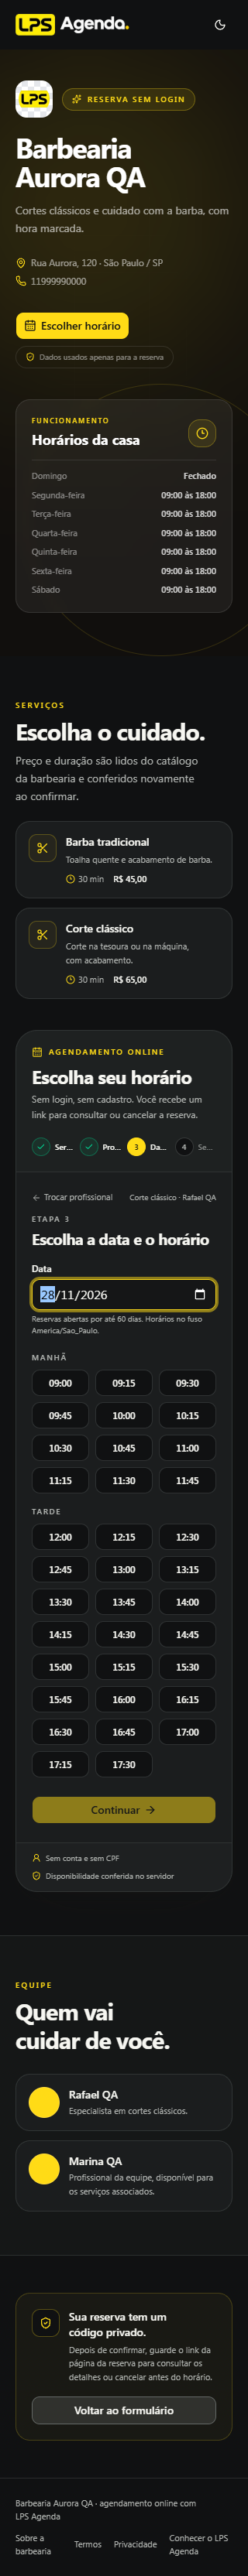 LPS Agenda.
LPS
RESERVA SEM LOGIN
Barbearia
Aurora QA
Cortes clássicos e cuidado com a barba, com
hora marcada.
Rua Aurora, 120 · São Paulo / SP
11999990000
Escolher horário
Dados usados apenas para a reserva
FUNCIONAMENTO
Horários da casa
Domingo Fechado
Segunda-feira 09:00 às 18:00
Terça-feira 09:00 às 18:00
Quarta-feira 09:00 às 18:00
Quinta-feira 09:00 às 18:00
Sexta-feira 09:00 às 18:00
Sábado 09:00 às 18:00
SERVIÇOS
Escolha o cuidado.
Preço e duração são lidos do catálogo
da barbearia e conferidos novamente
ao confirmar.
Barba tradicional
Toalha quente e acabamento de barba.
30 min R$ 45,00
Corte clássico
Corte na tesoura ou na máquina,
com acabamento.
30 min R$ 65,00
AGENDAMENTO ONLINE
Escolha seu horário
Sem login, sem cadastro. Você recebe um
link para consultar ou cancelar a reserva.
Ser... Pro... 3 Da... 4 Se...
Trocar profissional Corte clássico · Rafael QA
ETAPA 3
Escolha a data e o horário
Data
28/11/2026
Reservas abertas por até 60 dias. Horários no fuso
America/Sao_Paulo.
MANHÃ
09:00 09:15 09:30
09:45 10:00 10:15
10:30 10:45 11:00
11:15 11:30 11:45
TARDE
12:00 12:15 12:30
12:45 13:00 13:15
13:30 13:45 14:00
14:15 14:30 14:45
15:00 15:15 15:30
15:45 16:00 16:15
16:30 16:45 17:00
17:15 17:30
Continuar
Sem conta e sem CPF
Disponibilidade conferida no servidor
EQUIPE
Quem vai
cuidar de você.
Rafael QA
Especialista em cortes clássicos.
Marina QA
Profissional da equipe, disponível para
os serviços associados.
Sua reserva tem um
código privado.
Depois de confirmar, guarde o link da
página da reserva para consultar os
detalhes ou cancelar antes do horário.
Voltar ao formulário
Barbearia Aurora QA · agendamento online com
LPS Agenda
Sobre a
barbearia
Termos
Privacidade
Conhecer o LPS
Agenda